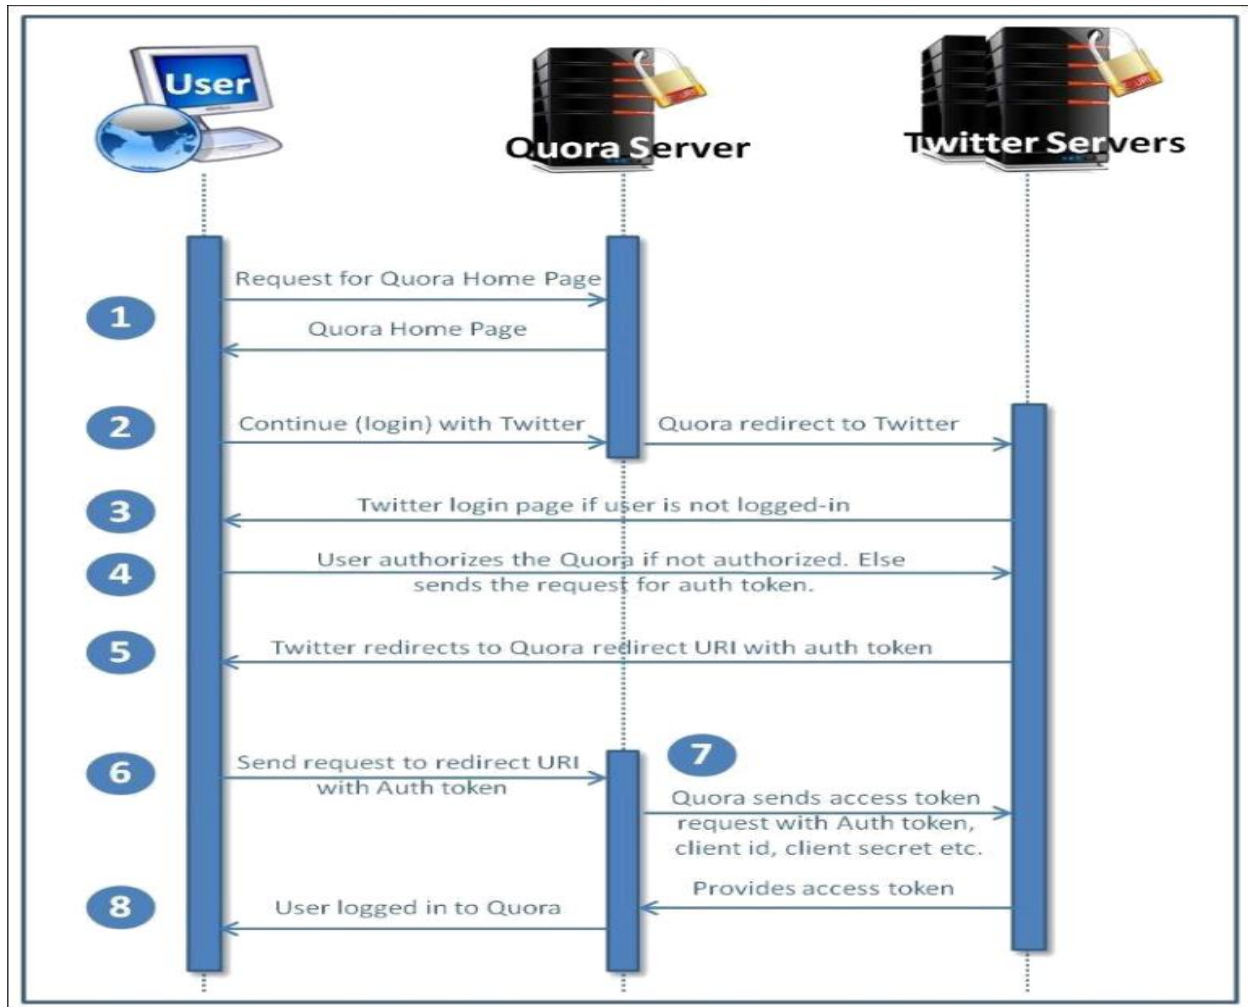 User
Quora Server
Twitter Servers
Request for Quora Home Page
1
Quora Home Page
2
Continue (login) with Twitter
Quora redirect to Twitter
3
Twitter login page if user is not logged-in
4
User authorizes the Quora if not authorized. Else
sends the request for auth token.
5
Twitter redirects to Quora redirect URI with auth token
6
Send request to redirect URI
with Auth token
7
Quora sends access token
request with Auth token,
client id, client secret etc.
Provides access token
8
User logged in to Quora